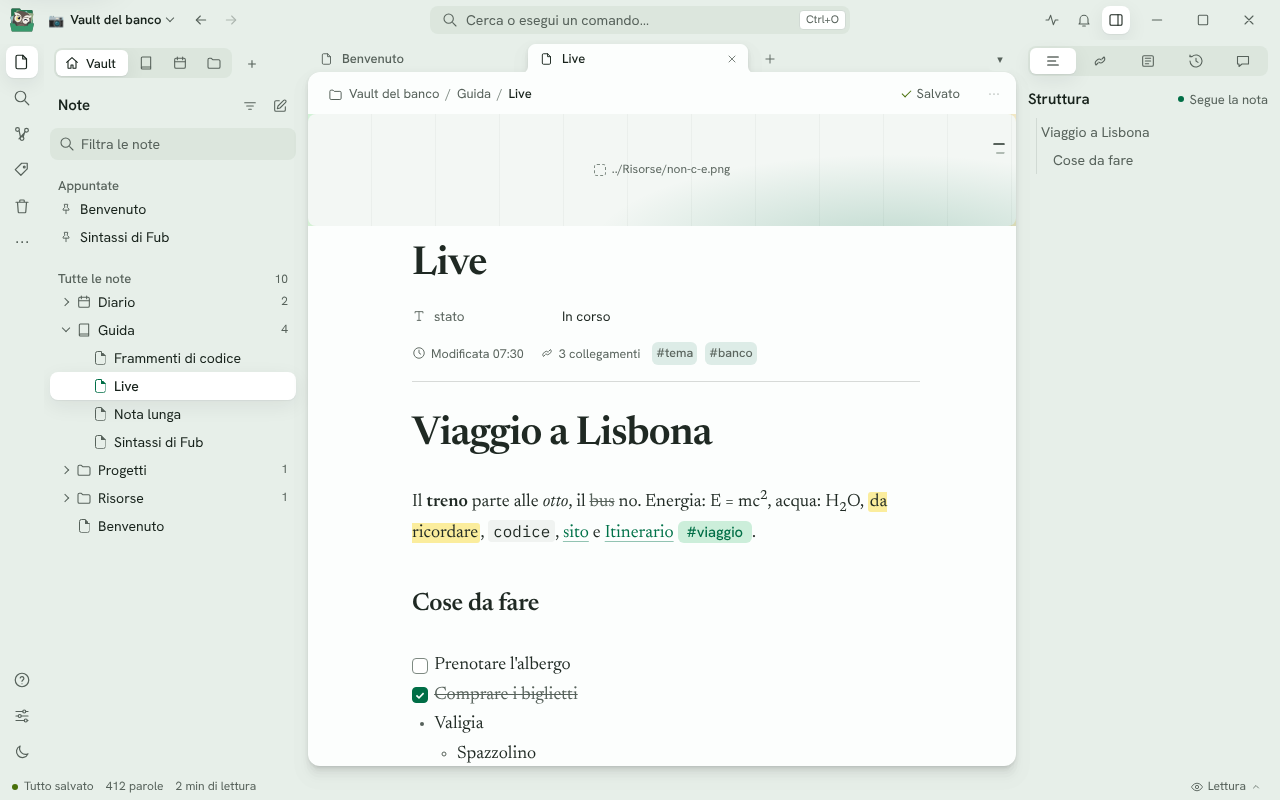 Vault del banco
Cerca o esegui un comando...
Ctrl+O
Vault
Benvenuto
Live
Note
Filtra le note
Appuntate
Benvenuto
Sintassi di Fub
Tutte le note 10
Diario 2
Guida 4
Frammenti di codice
Live
Nota lunga
Sintassi di Fub
Progetti 1
Risorse 1
Benvenuto
Vault del banco / Guida / Live
Salvato
../Risorse/non-c-e.png
Live
stato In corso
Modificata 07:30 3 collegamenti #tema #banco
Viaggio a Lisbona
Il treno parte alle otto, il bus no. Energia: E = mc², acqua: H₂O, da
ricordare, codice, sito e Itinerario #viaggio.
Cose da fare
Prenotare l'albergo
Comprare i biglietti
• Valigia
◦ Spazzolino
Struttura
Segue la nota
Viaggio a Lisbona
Cose da fare
Tutto salvato 412 parole 2 min di lettura
Lettura